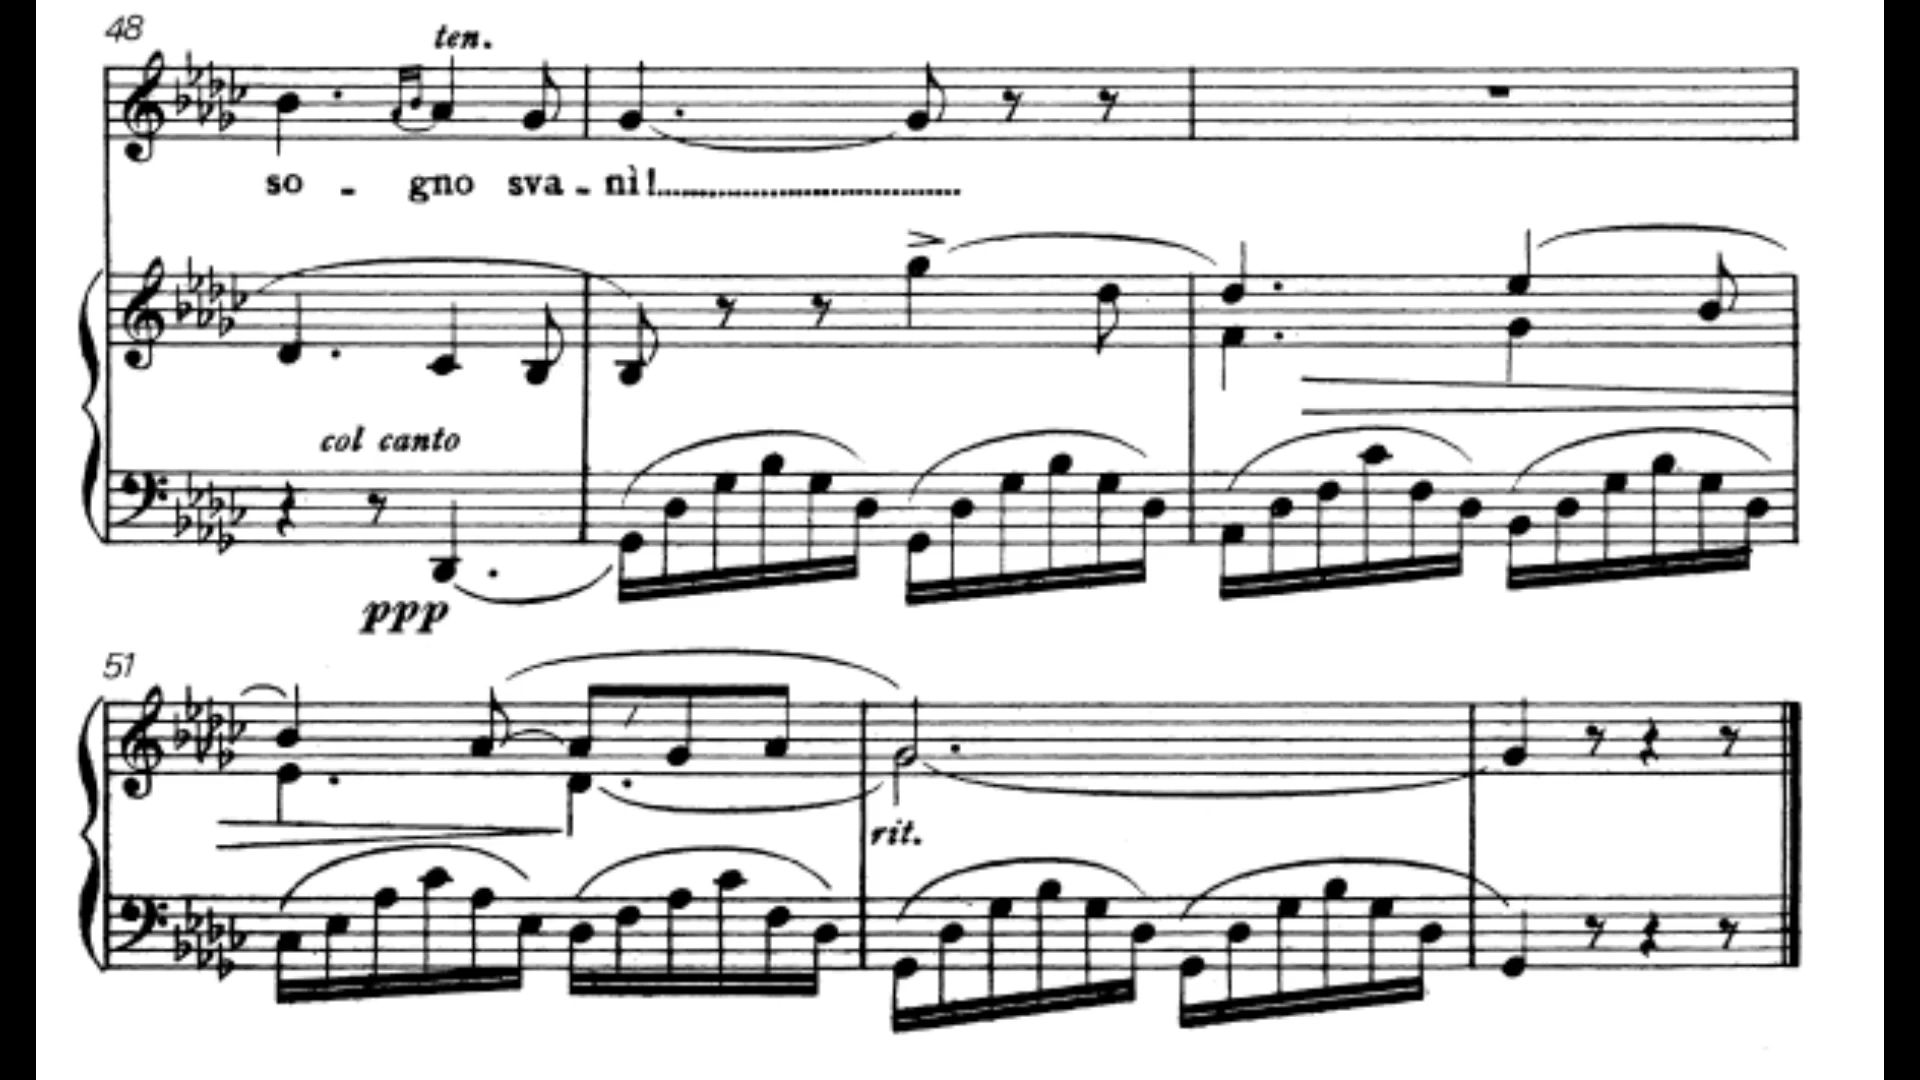 48
ten.
so - gno sva - nì!........................................
col canto
ppp
51
rit.